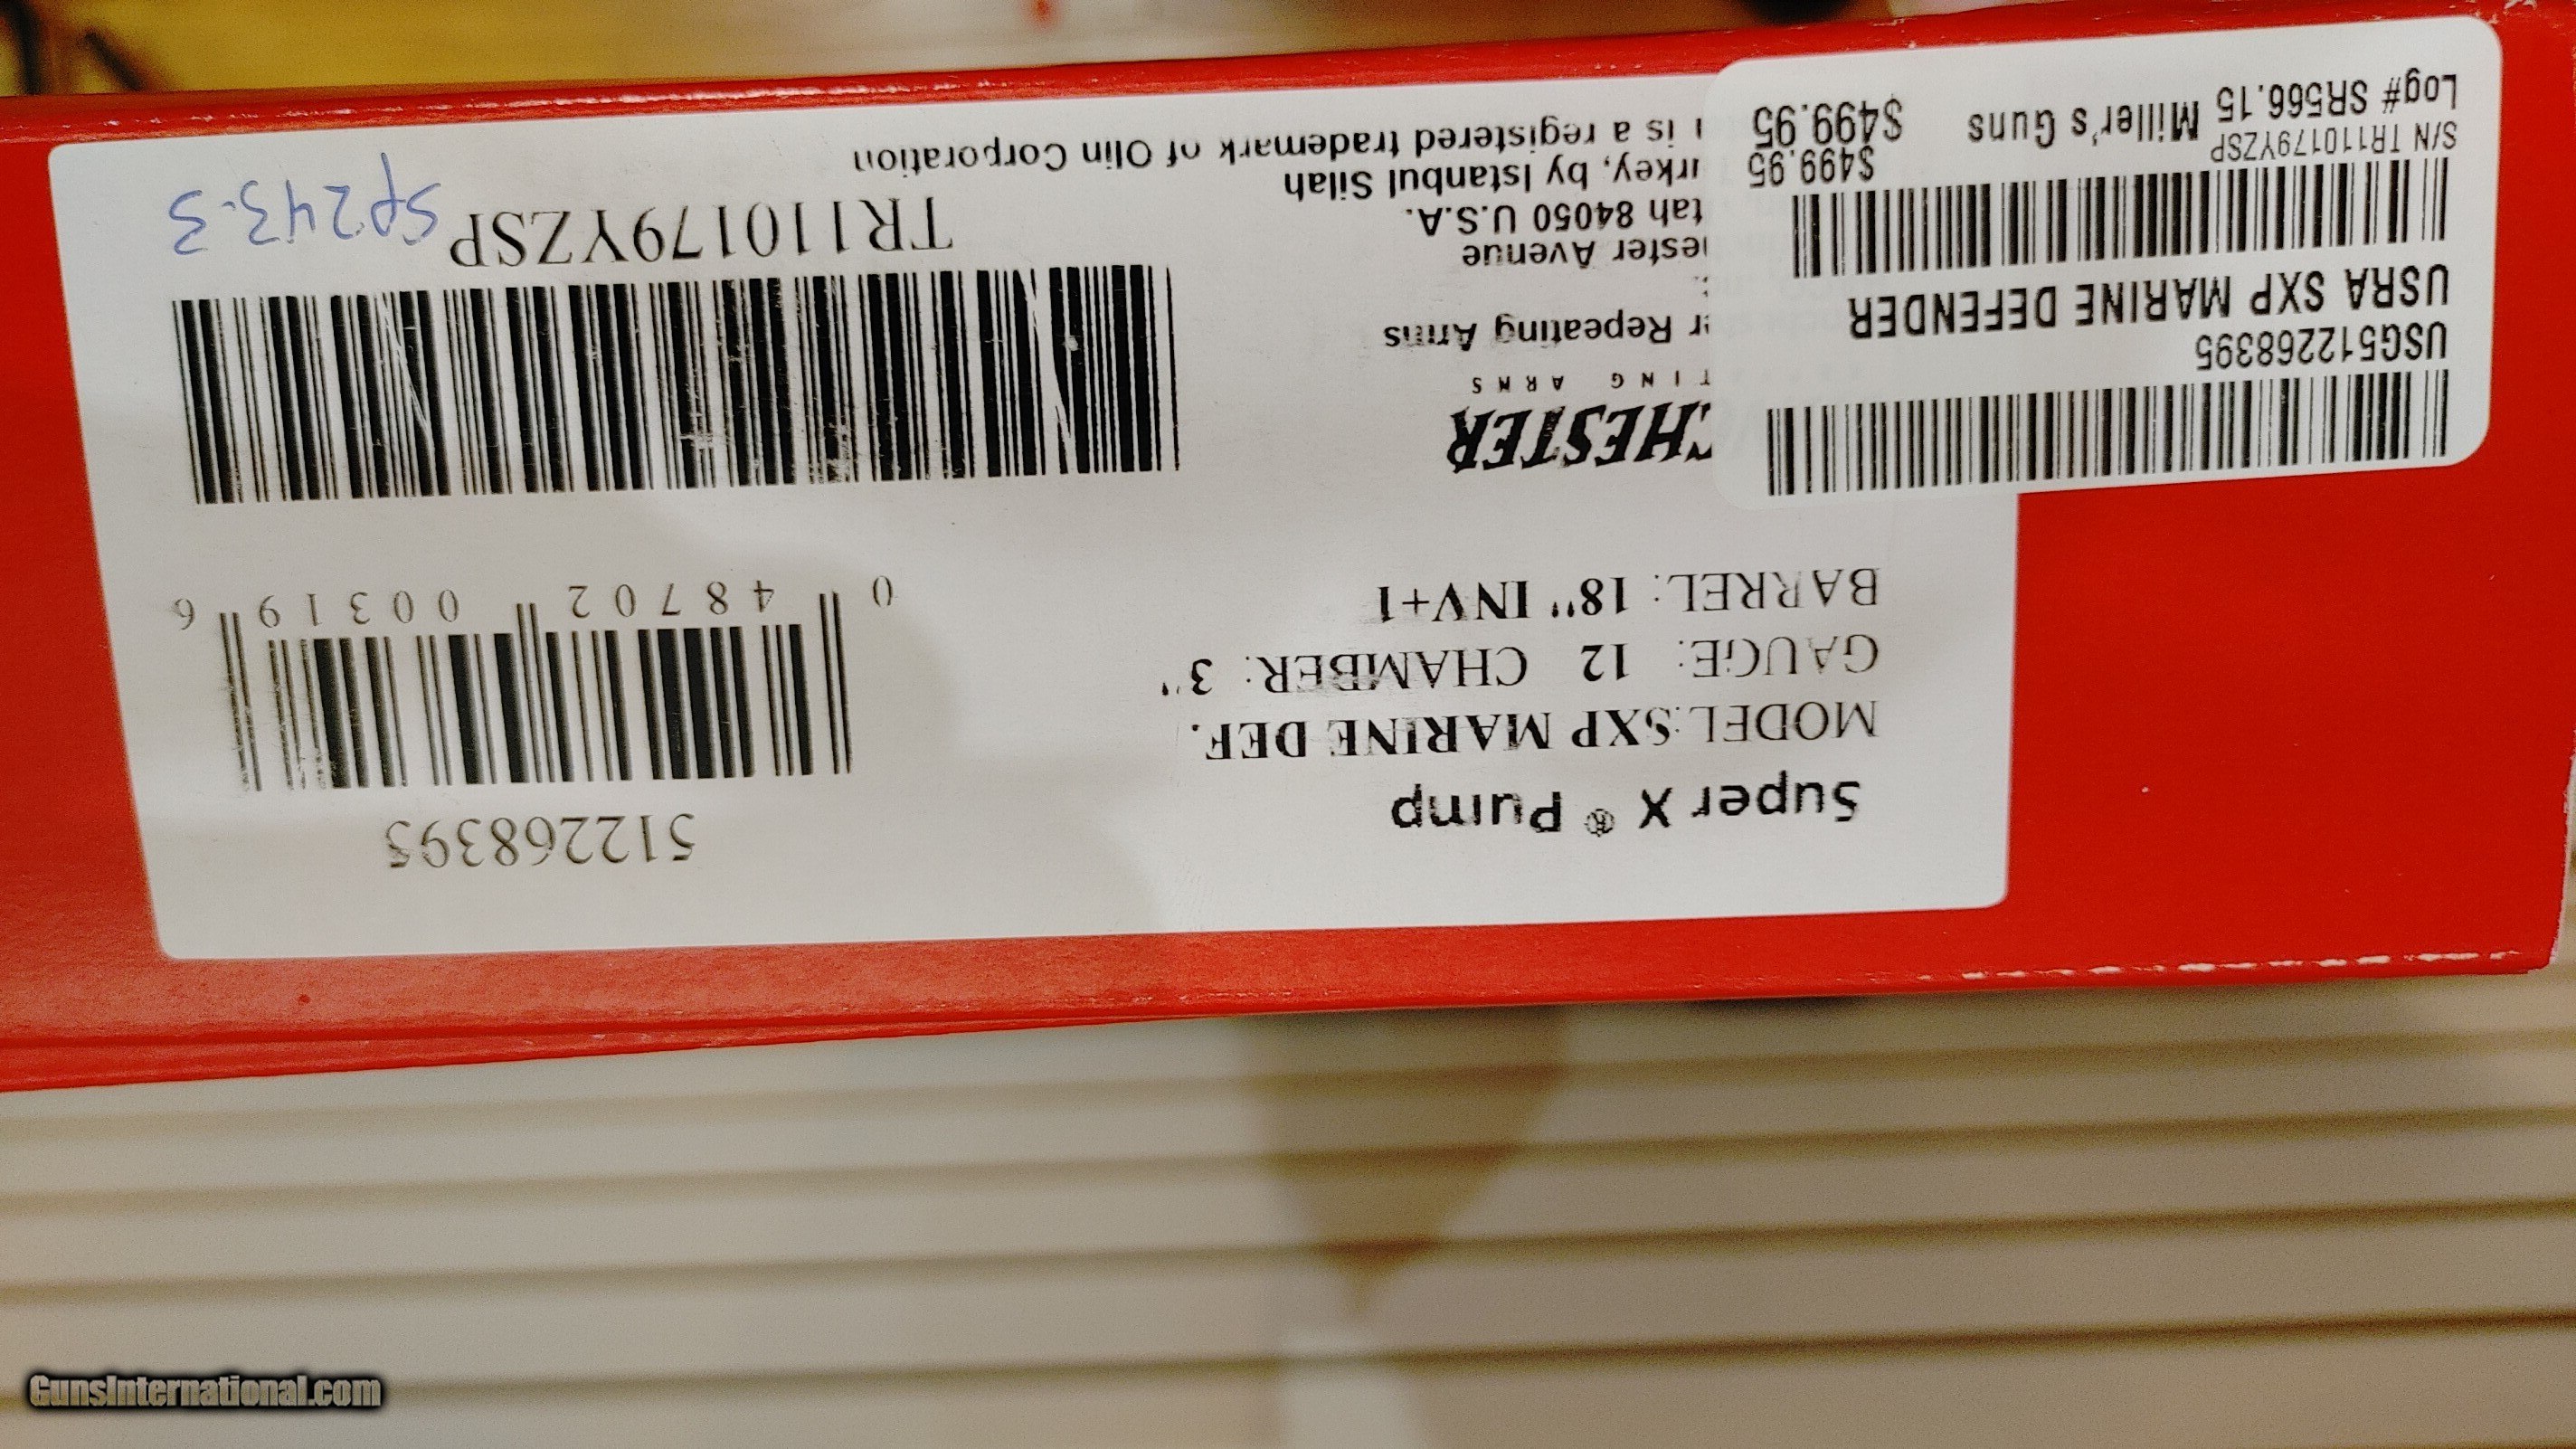 Super X® Pump
MODEL:SXP MARINE DEF.
GAUGE: 12 CHAMBER: 3"
BARREL: 18" INV+1
512268395
0 48702 00319 6
CHESTER
TING ARMS
r Repeating Arms
ester Avenue
tah 84050 U.S.A.
rkey, by Istanbul Silah
is a registered trademark of Olin Corporation
TR110179YZSP
Sp243-3
USG512268395
USRA SXP MARINE DEFENDER
$499.95
S/N TR110179YZSP
Log# SR566.15 Miller's Guns $499.95
GunsInternational.com